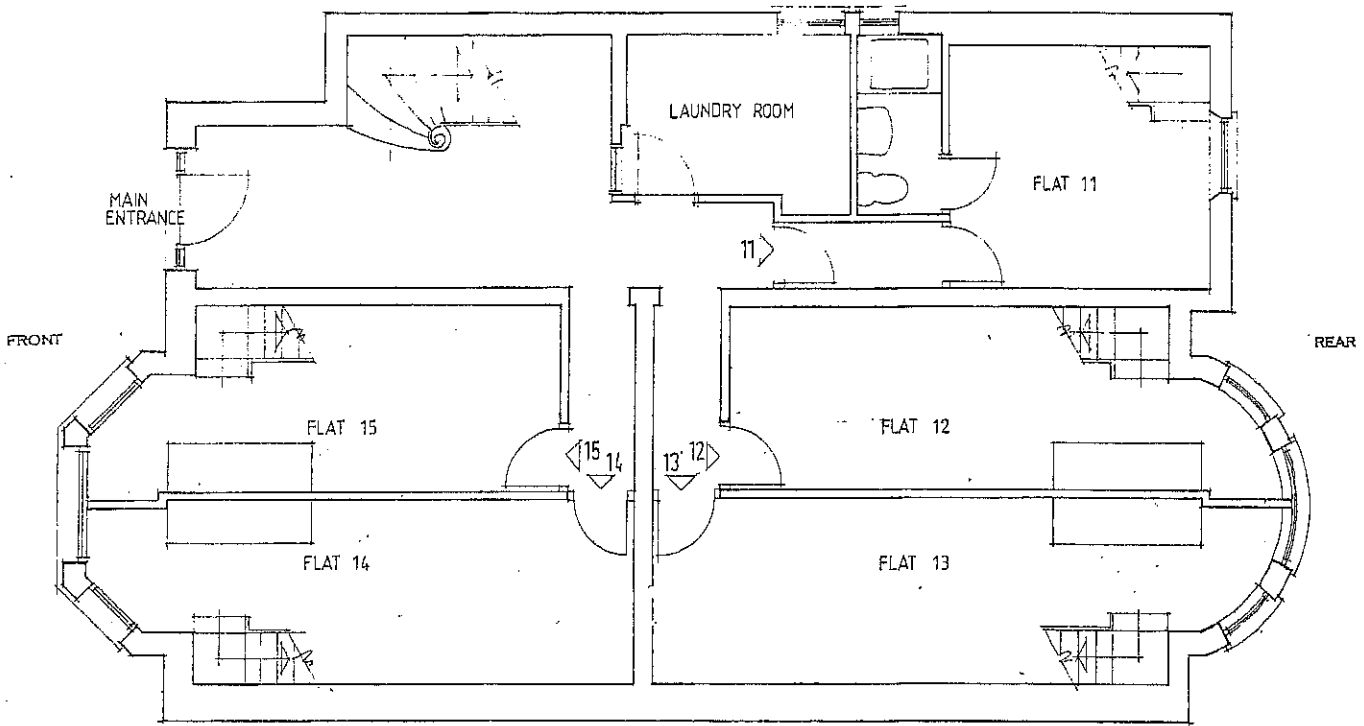 LAUNDRY ROOM
FLAT 11
MAIN
ENTRANCE
11
FRONT
REAR
FLAT 15
FLAT 12
15
14
13
12
FLAT 14
FLAT 13